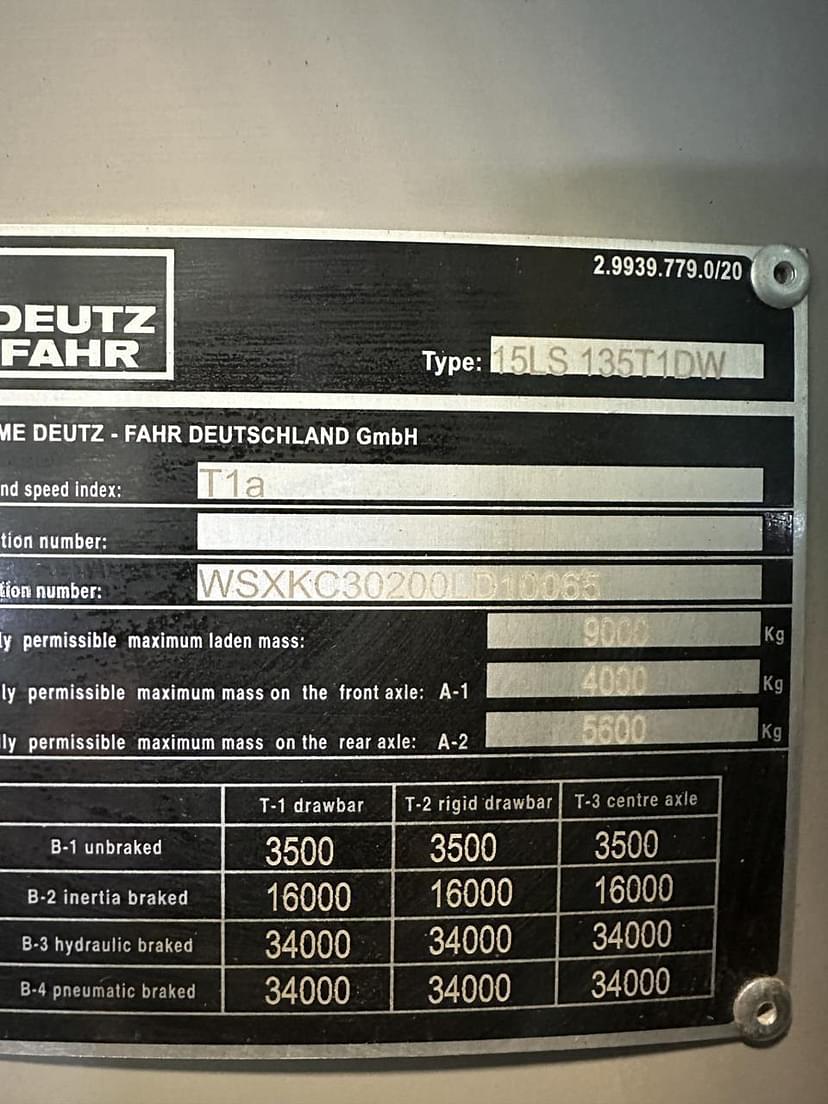 2.9939.779.0/20
DEUTZ
FAHR
Type: 15LS 135T1DW
ME DEUTZ - FAHR DEUTSCHLAND GmbH
nd speed index: T1a
tion number:
tion number: WSXKC30200LD10065
ly permissible maximum laden mass: 9000 Kg
ly permissible maximum mass on the front axle: A-1 4000 Kg
lly permissible maximum mass on the rear axle: A-2 5600 Kg
T-1 drawbar T-2 rigid drawbar T-3 centre axle
B-1 unbraked 3500 3500 3500
B-2 inertia braked 16000 16000 16000
B-3 hydraulic braked 34000 34000 34000
B-4 pneumatic braked 34000 34000 34000